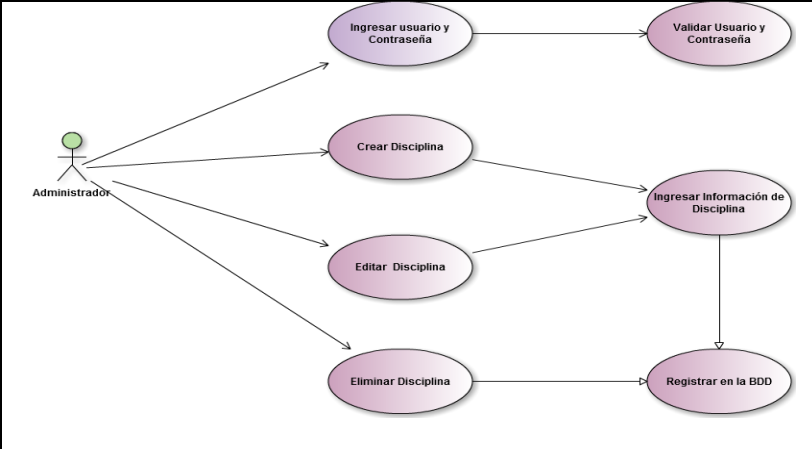 Ingresar usuario y
Contraseña
Validar Usuario y
Contraseña
Crear Disciplina
Administrador
Ingresar Información de
Disciplina
Editar Disciplina
Eliminar Disciplina
Registrar en la BDD